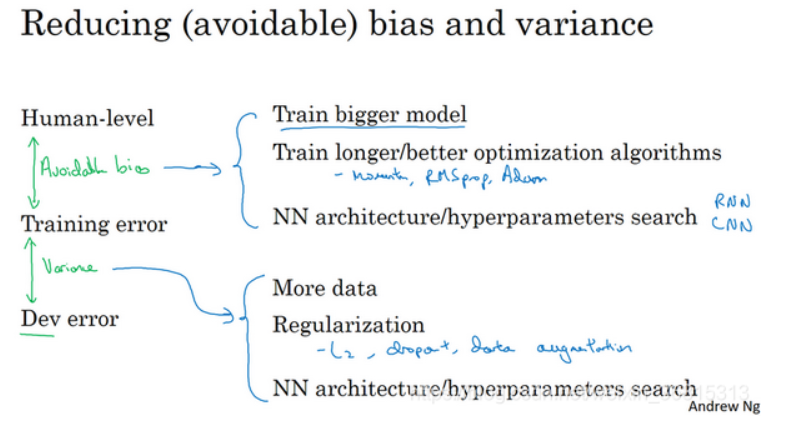 Reducing (avoidable) bias and variance
Human-level
Avoidable bias
Training error
Variance
Dev error
Train bigger model
Train longer/better optimization algorithms
- Momentum, RMSprop, Adam
NN architecture/hyperparameters search
RNN
CNN
More data
Regularization
- L2, dropout, data augmentation
NN architecture/hyperparameters search
Andrew Ng